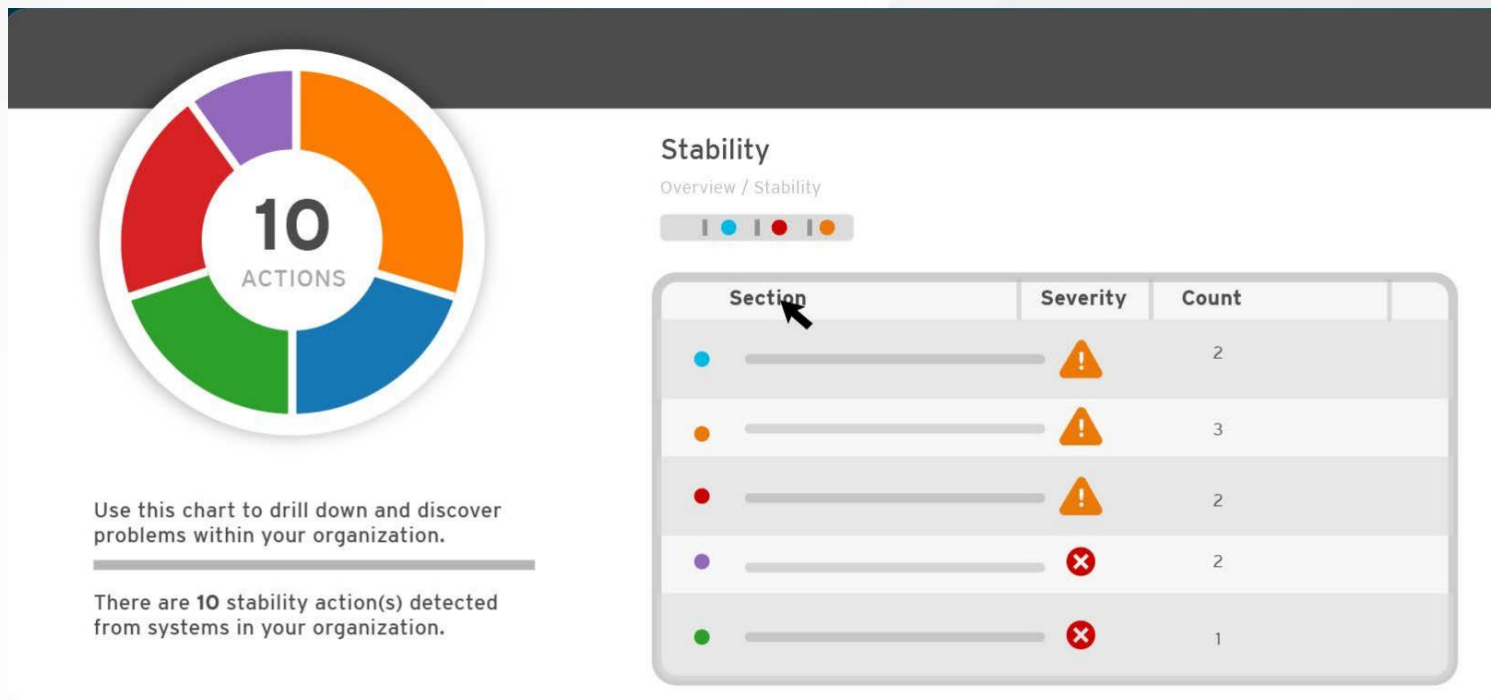 10
ACTIONS
Use this chart to drill down and discover
problems within your organization.
There are 10 stability action(s) detected
from systems in your organization.
Stability
Overview / Stability
Section Severity Count
2
3
2
2
1